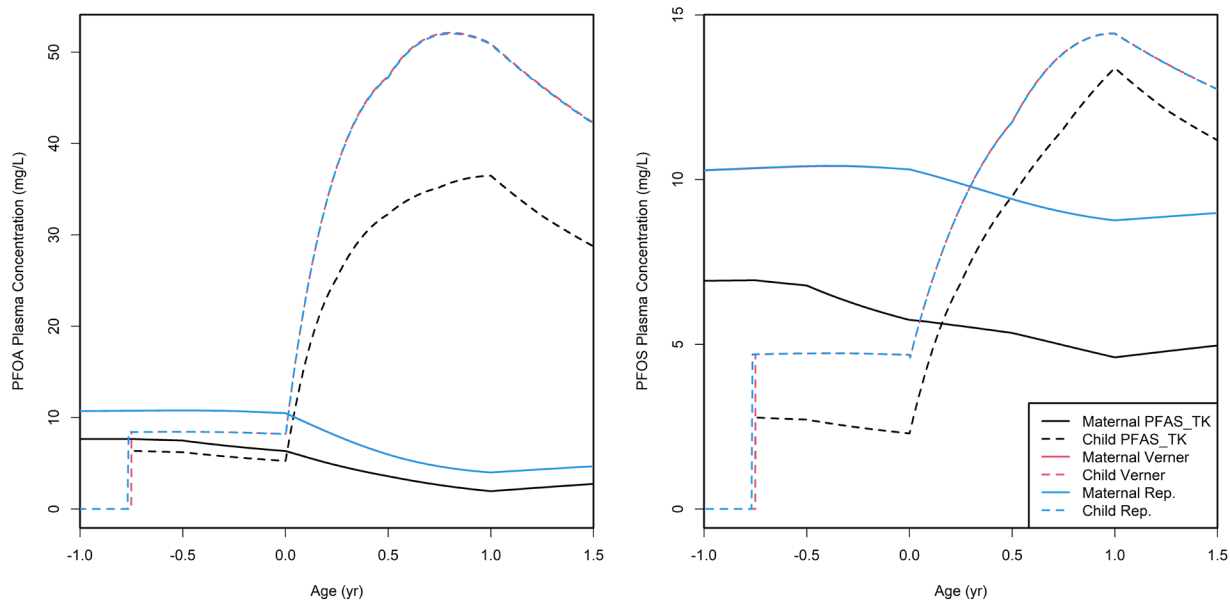 PFOA Plasma Concentration (mg/L)
50
40
30
20
10
0
-1.0 -0.5 0.0 0.5 1.0 1.5
Age (yr)
PFOS Plasma Concentration (mg/L)
15
10
5
0
-1.0 -0.5 0.0 0.5 1.0 1.5
Age (yr)
Maternal PFAS_TK
Child PFAS_TK
Maternal Verner
Child Verner
Maternal Rep.
Child Rep.